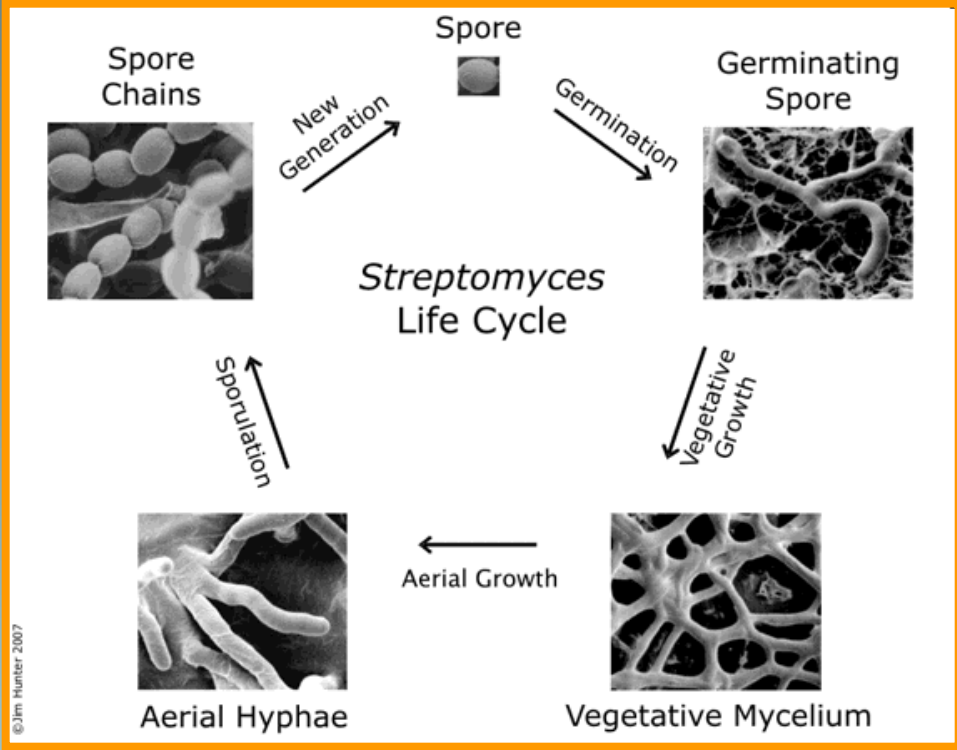 Spore
Spore
Chains
New
Generation
Germination
Germinating
Spore
Streptomyces
Life Cycle
Sporulation
Vegetative
Growth
Aerial Growth
Aerial Hyphae
Vegetative Mycelium
©Jim Hunter 2007